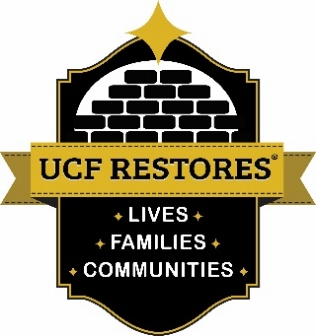 UCF RESTORES®
LIVES
FAMILIES
COMMUNITIES